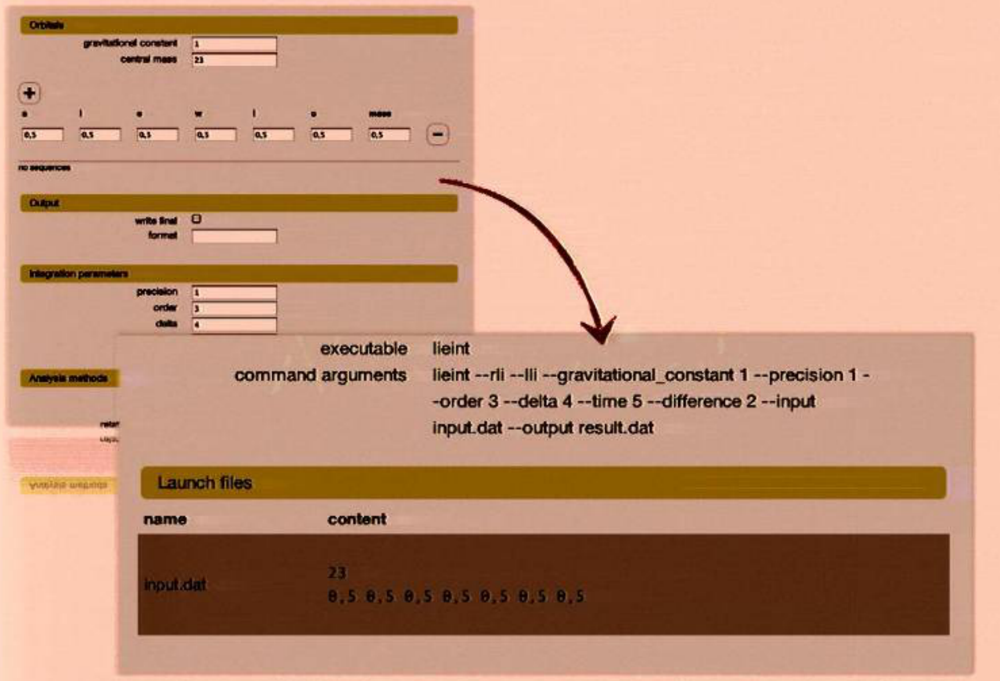 Orbitals
gravitational constant 1
central mass 23
+
a i e w l o mass
0,5 0,5 0,5 0,5 0,5 0,5 0,5 −
no sequences
Output
write final
format
Integration parameters
precision 1
order 3
delta 4
Analysis methods
executable lieint
command arguments lieint --rli --lli --gravitational_constant 1 --precision 1 -
-order 3 --delta 4 --time 5 --difference 2 --input
input.dat --output result.dat
Launch files
name content
input.dat
23
0,5 0,5 0,5 0,5 0,5 0,5 0,5